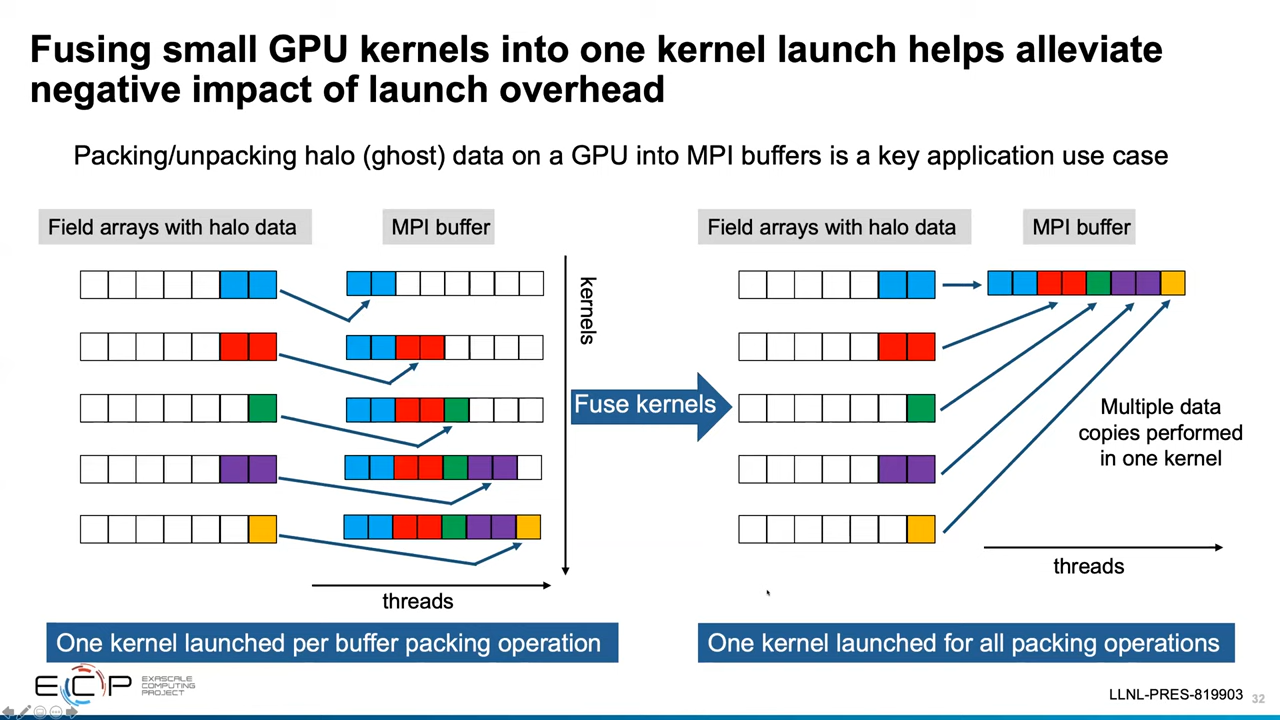 Fusing small GPU kernels into one kernel launch helps alleviate
negative impact of launch overhead
Packing/unpacking halo (ghost) data on a GPU into MPI buffers is a key application use case
Field arrays with halo data
MPI buffer
kernels
threads
One kernel launched per buffer packing operation
Fuse kernels
Field arrays with halo data
MPI buffer
Multiple data
copies performed
in one kernel
threads
One kernel launched for all packing operations
ECP
EXASCALE
COMPUTING
PROJECT
LLNL-PRES-819903
32